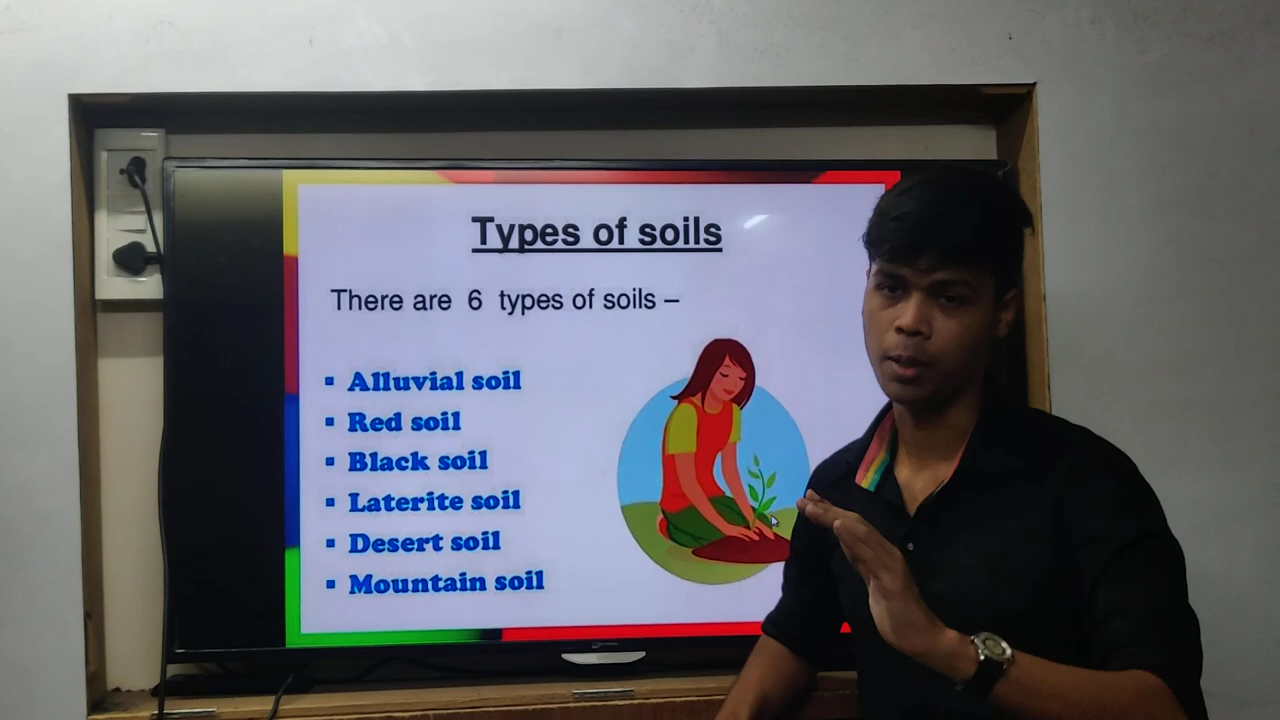 Types of soils
There are 6 types of soils –
▪ Alluvial soil
▪ Red soil
▪ Black soil
▪ Laterite soil
▪ Desert soil
▪ Mountain soil